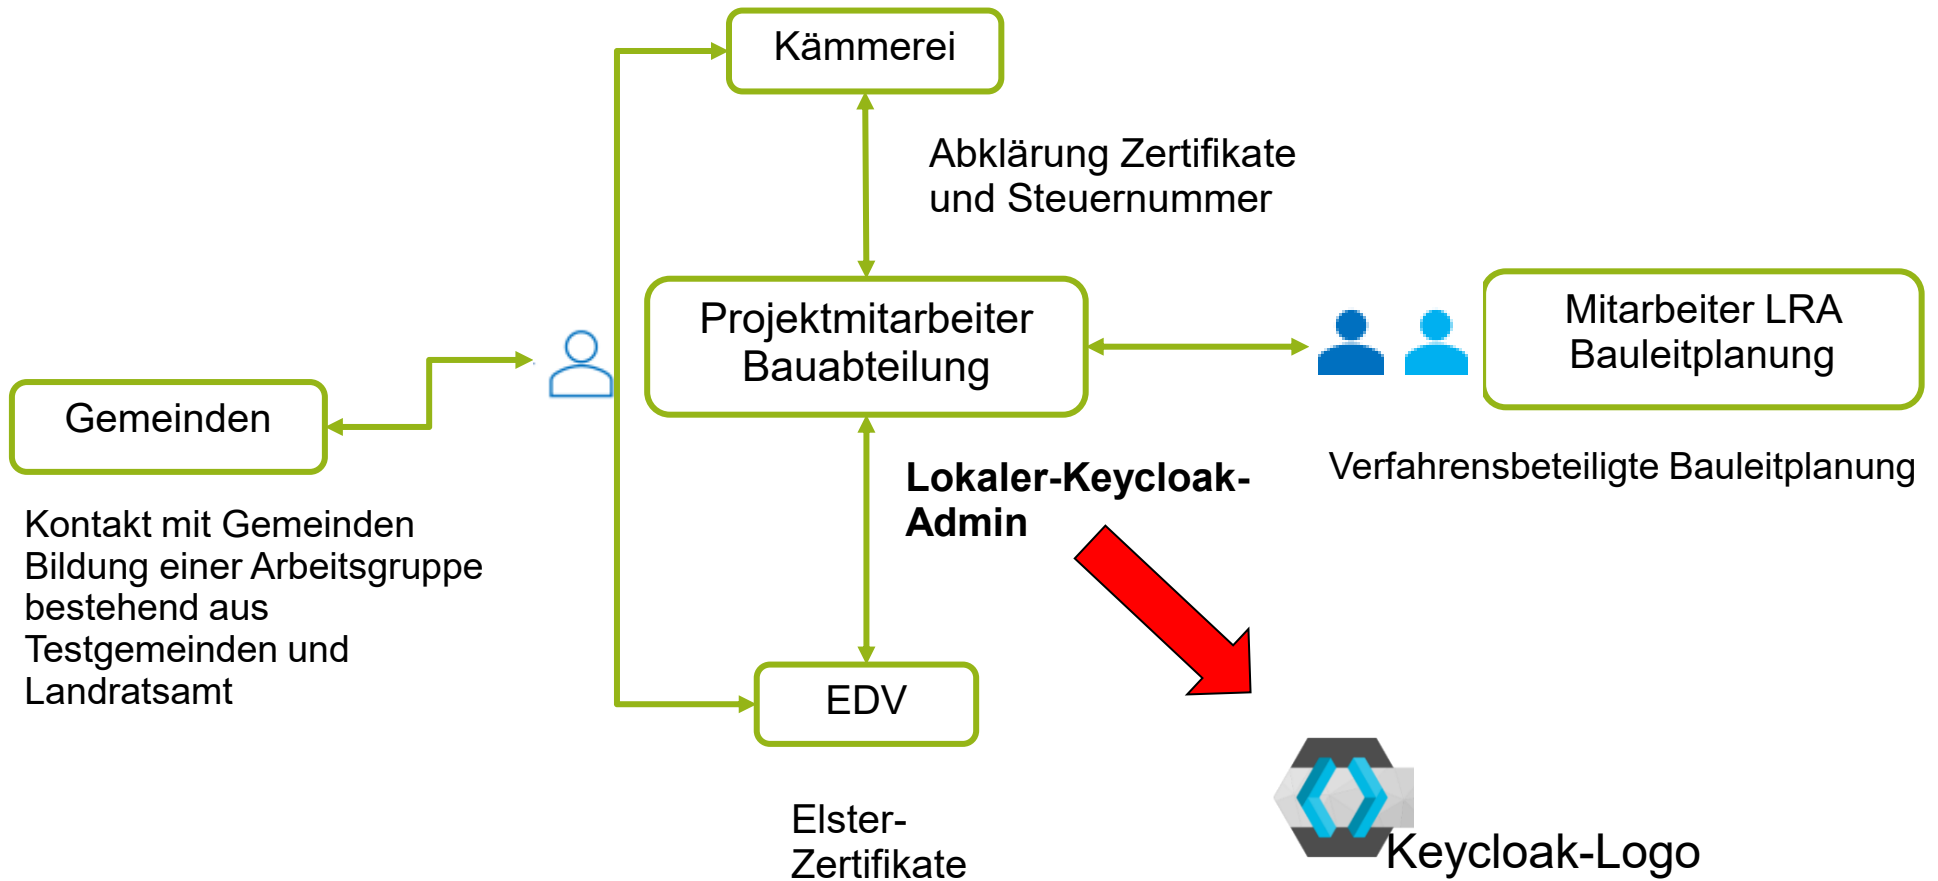 Kämmerei
Abklärung Zertifikate
und Steuernummer
Projektmitarbeiter
Bauabteilung
Mitarbeiter LRA
Bauleitplanung
Gemeinden
Verfahrensbeteiligte Bauleitplanung
Lokaler-Keycloak-
Admin
Kontakt mit Gemeinden
Bildung einer Arbeitsgruppe
bestehend aus
Testgemeinden und
Landratsamt
EDV
Elster-
Zertifikate
Keycloak-Logo